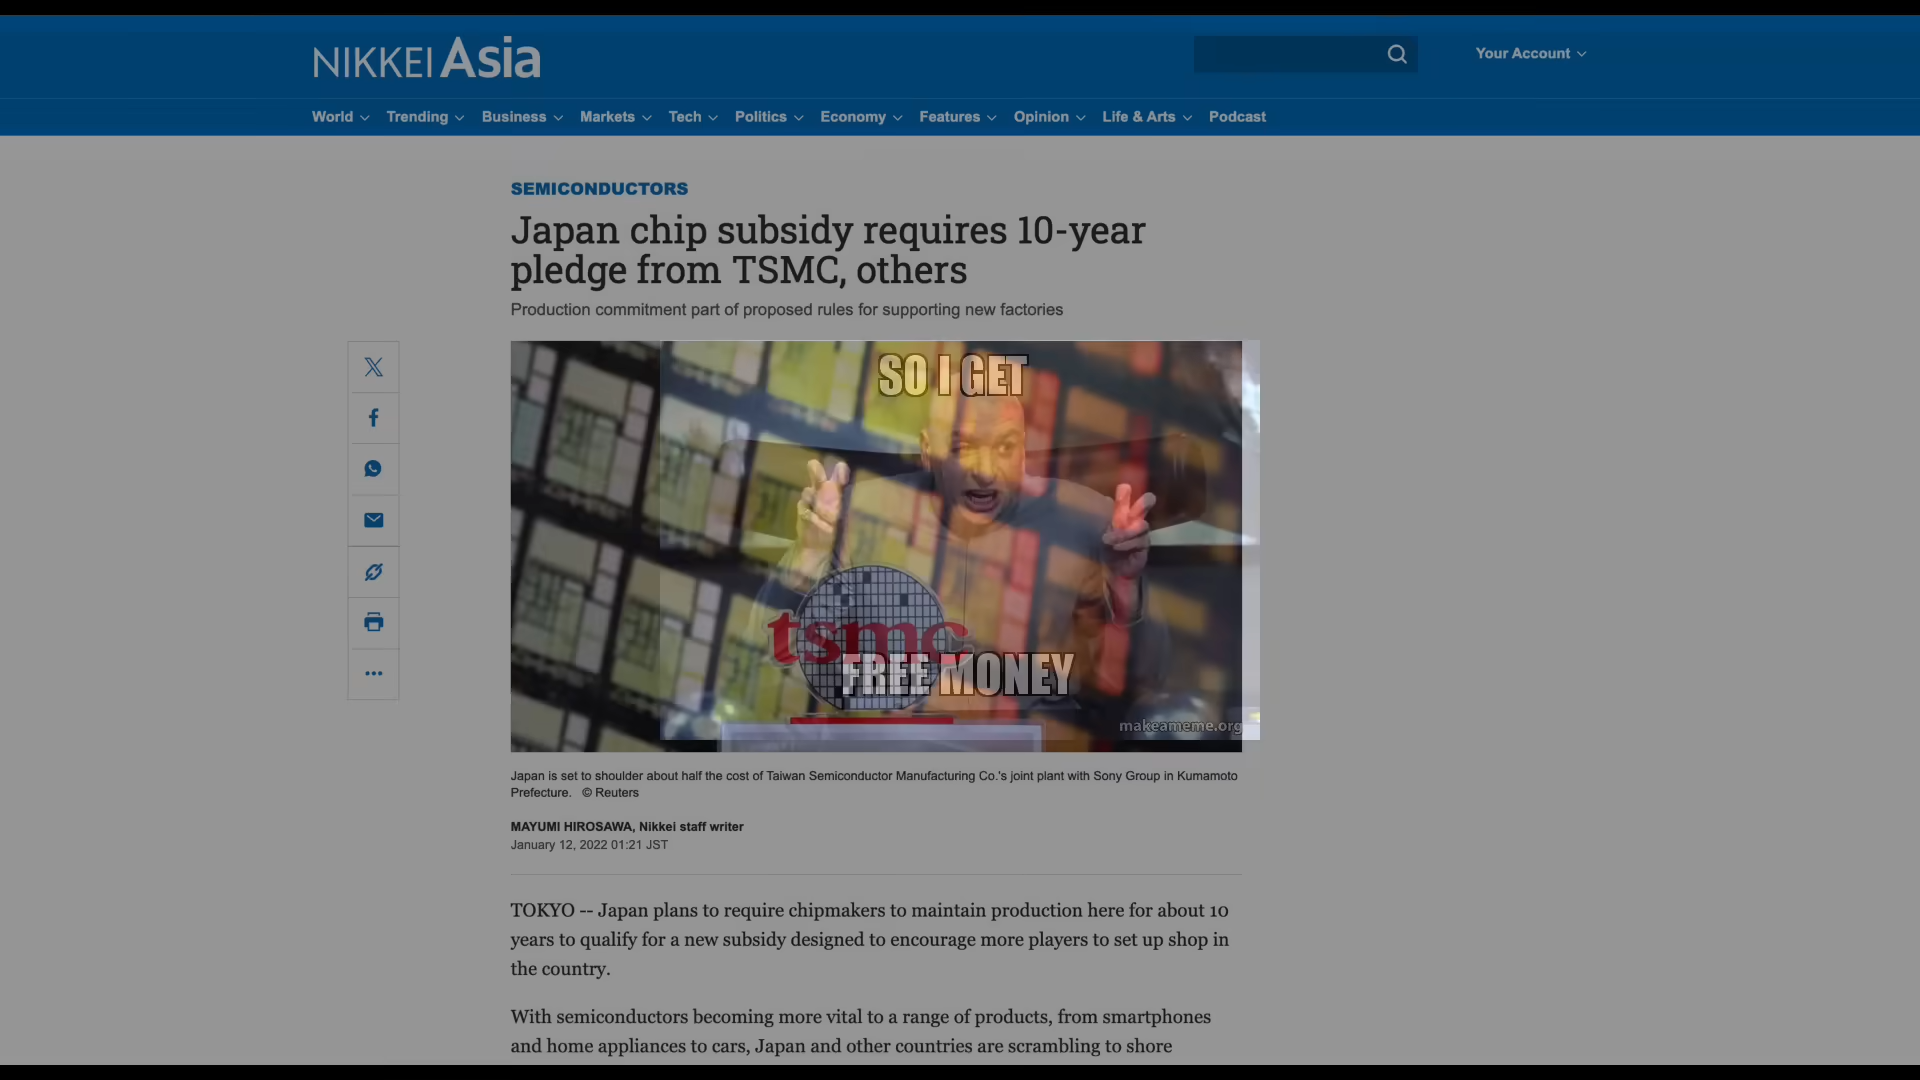 NIKKEI Asia
Your Account
World Trending Business Markets Tech Politics Economy Features Opinion Life & Arts Podcast
SEMICONDUCTORS
Japan chip subsidy requires 10-year
pledge from TSMC, others
Production commitment part of proposed rules for supporting new factories
SO I GET
tsmc
FREE MONEY
makeameme.org
Japan is set to shoulder about half the cost of Taiwan Semiconductor Manufacturing Co.'s joint plant with Sony Group in Kumamoto
Prefecture. © Reuters
MAYUMI HIROSAWA, Nikkei staff writer
January 12, 2022 01:21 JST
TOKYO -- Japan plans to require chipmakers to maintain production here for about 10
years to qualify for a new subsidy designed to encourage more players to set up shop in
the country.
With semiconductors becoming more vital to a range of products, from smartphones
and home appliances to cars, Japan and other countries are scrambling to shore